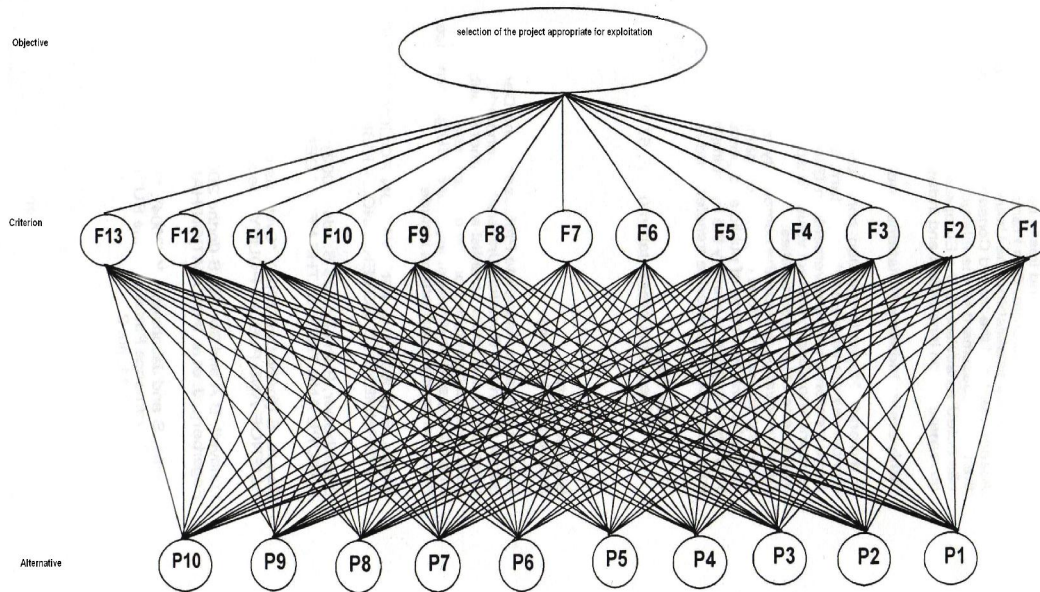 Objective
selection of the project appropriate for exploitation
Criterion
F13 F12 F11 F10 F9 F8 F7 F6 F5 F4 F3 F2 F1
Alternative
P10 P9 P8 P7 P6 P5 P4 P3 P2 P1